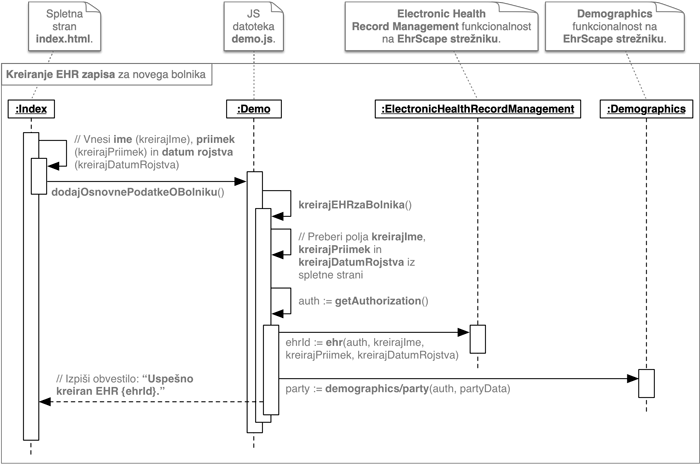 Spletna
stran
index.html.
JS
datoteka
demo.js.
Electronic Health
Record Management funkcionalnost
na EhrScape strežniku.
Demographics
funkcionalnost na
EhrScape strežniku.
Kreiranje EHR zapisa za novega bolnika
:Index
:Demo
:ElectronicHealthRecordManagement
:Demographics
// Vnesi ime (kreirajIme), priimek
(kreirajPriimek) in datum rojstva
(kreirajDatumRojstva)
dodajOsnovnePodatkeOBolniku()
kreirajEHRzaBolnika()
// Preberi polja kreirajIme,
kreirajPriimek in
kreirajDatumRojstva iz
spletne strani
auth := getAuthorization()
ehrId := ehr(auth, kreirajIme,
kreirajPriimek, kreirajDatumRojstva)
// Izpiši obvestilo: “Uspešno
kreiran EHR {ehrId}.”
party := demographics/party(auth, partyData)